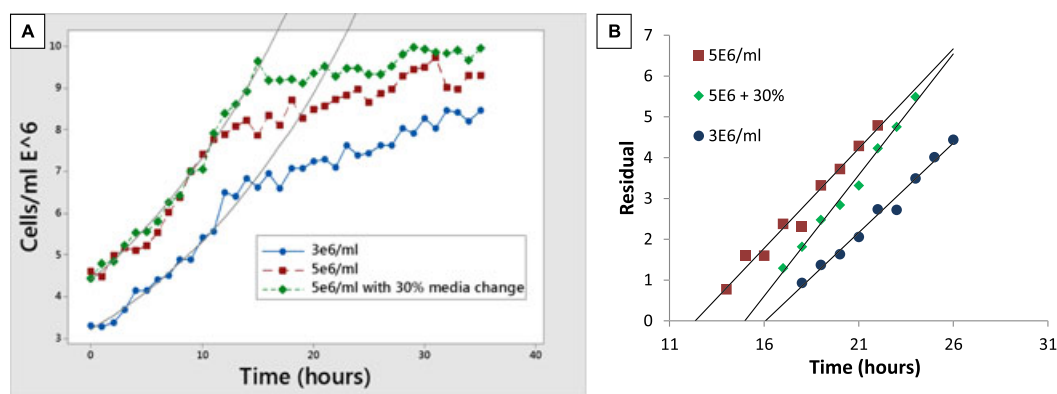 A
Cells/ml E^6
10
9
8
7
6
5
4
3
0
10
20
30
40
Time (hours)
3e6/ml
5e6/ml
5e6/ml with 30% media change
B
Residual
7
6
5
4
3
2
1
0
11
16
21
26
31
Time (hours)
5E6/ml
5E6 + 30%
3E6/ml